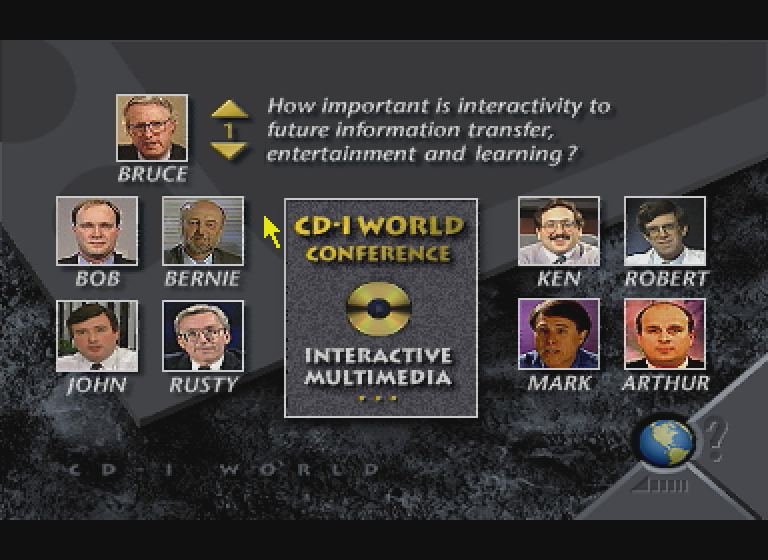 How important is interactivity to
1
future information transfer,
entertainment and learning ?
BRUCE
CD-I WORLD
CONFERENCE
BOB BERNIE
KEN ROBERT
INTERACTIVE
MULTIMEDIA
...
JOHN RUSTY
MARK ARTHUR
?
CD-I WORLD